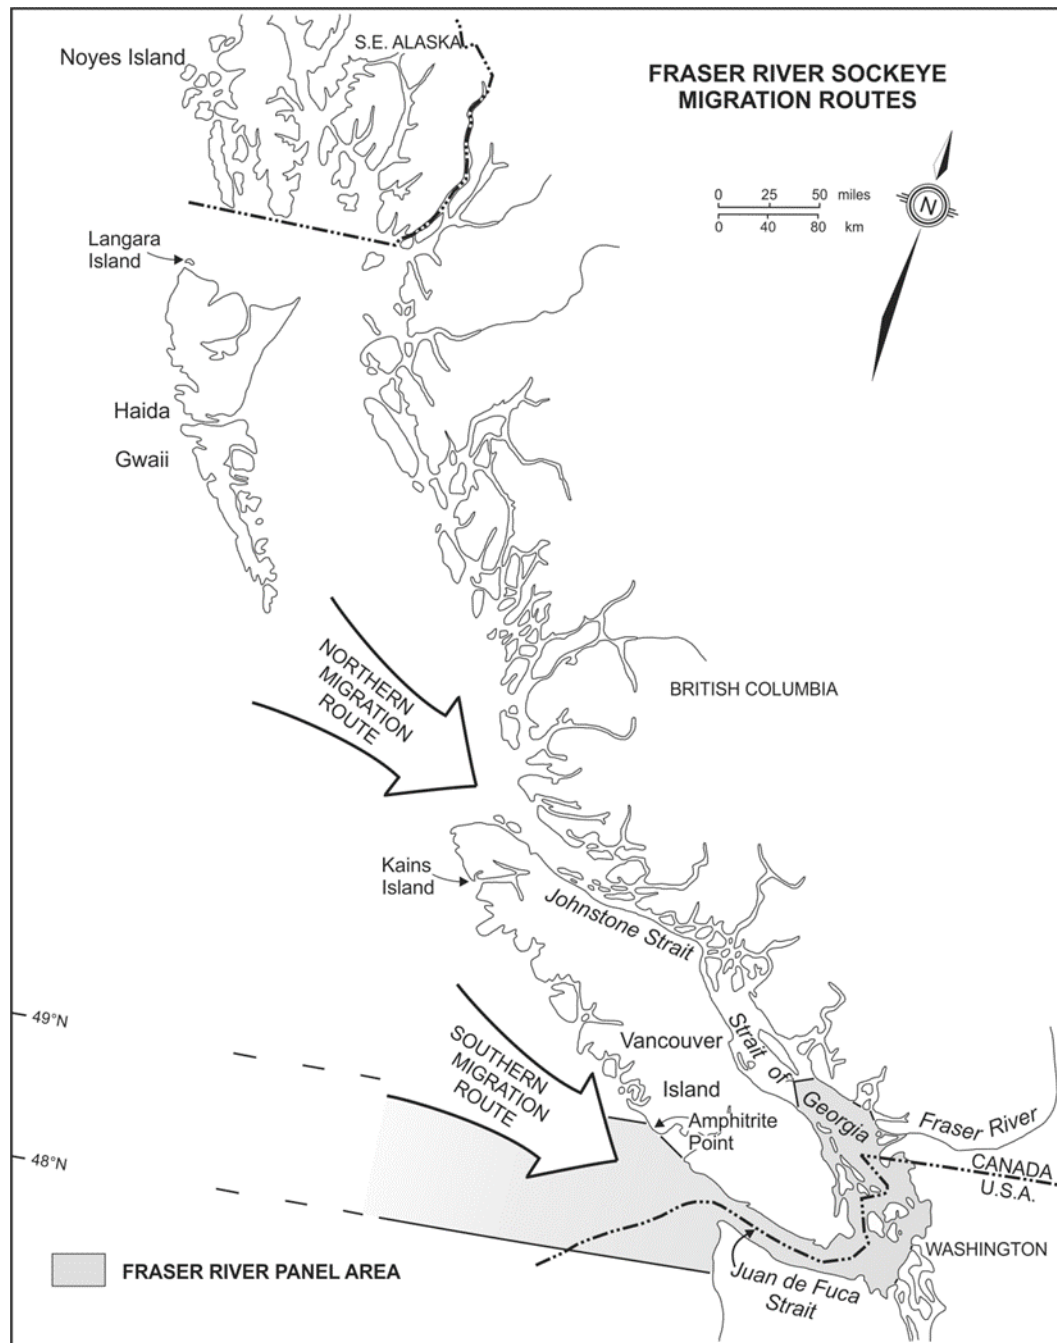 Noyes Island
S.E. ALASKA
FRASER RIVER SOCKEYE
MIGRATION ROUTES
0 25 50 miles
0 40 80 km
N
Langara
Island
Haida
Gwaii
NORTHERN
MIGRATION
ROUTE
BRITISH COLUMBIA
Kains
Island
Johnstone Strait
49°N
SOUTHERN
MIGRATION
ROUTE
Vancouver
Island
Strait of
Georgia
Amphitrite
Point
Fraser River
48°N
CANADA
U.S.A.
WASHINGTON
Juan de Fuca
Strait
FRASER RIVER PANEL AREA